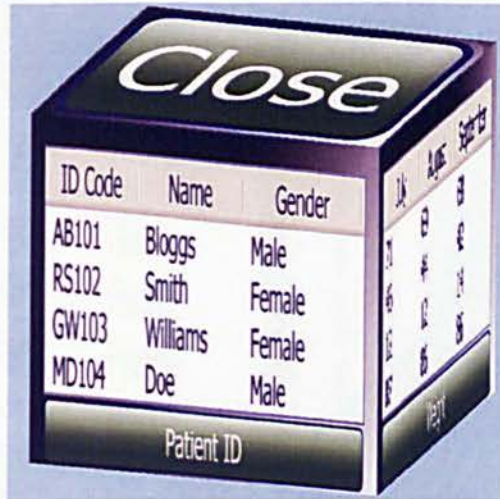 Close
ID Code Name Gender
AB101 Bloggs Male
RS102 Smith Female
GW103 Williams Female
MD104 Doe Male
Patient ID
July August September